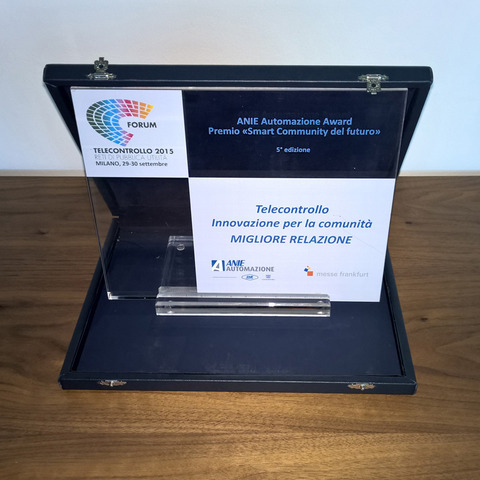 FORUM
TELECONTROLLO 2015
RETI DI PUBBLICA UTILITÀ
MILANO, 29-30 settembre
ANIE Automazione Award
Premio «Smart Community del futuro»
5° edizione
Telecontrollo
Innovazione per la comunità
MIGLIORE RELAZIONE
ANIE
AUTOMAZIONE
messe frankfurt